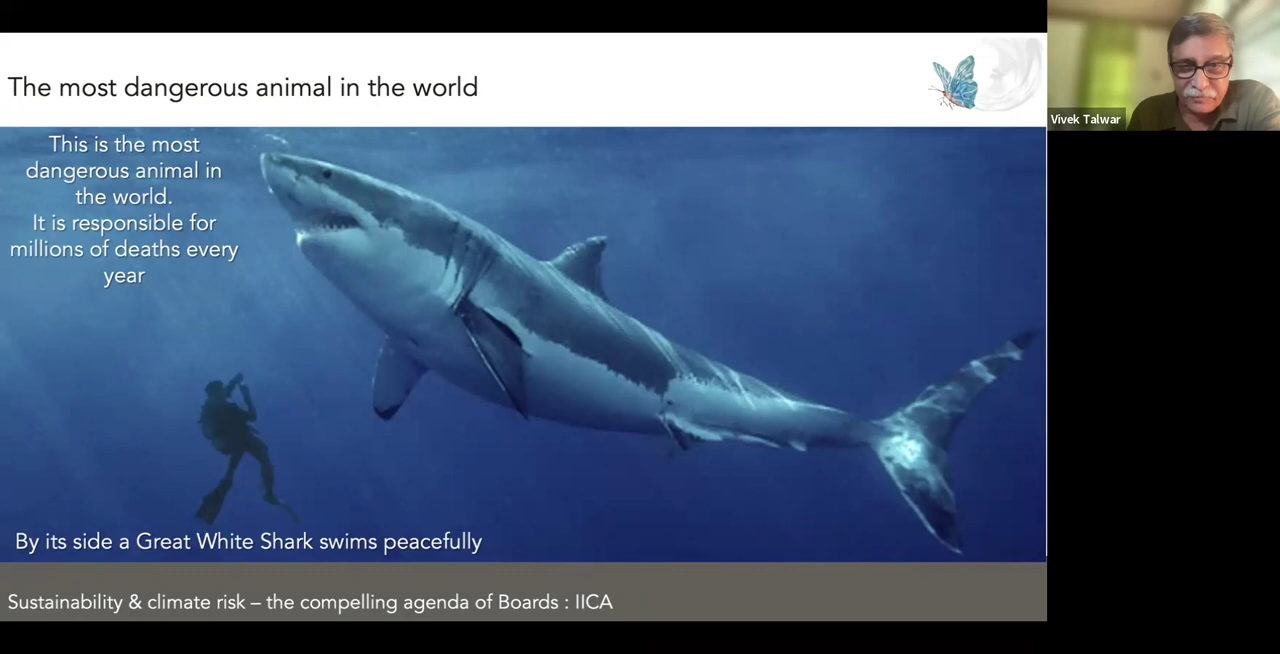 The most dangerous animal in the world
This is the most
dangerous animal in
the world.
It is responsible for
millions of deaths every
year
By its side a Great White Shark swims peacefully
Sustainability & climate risk – the compelling agenda of Boards : IICA
Vivek Talwar